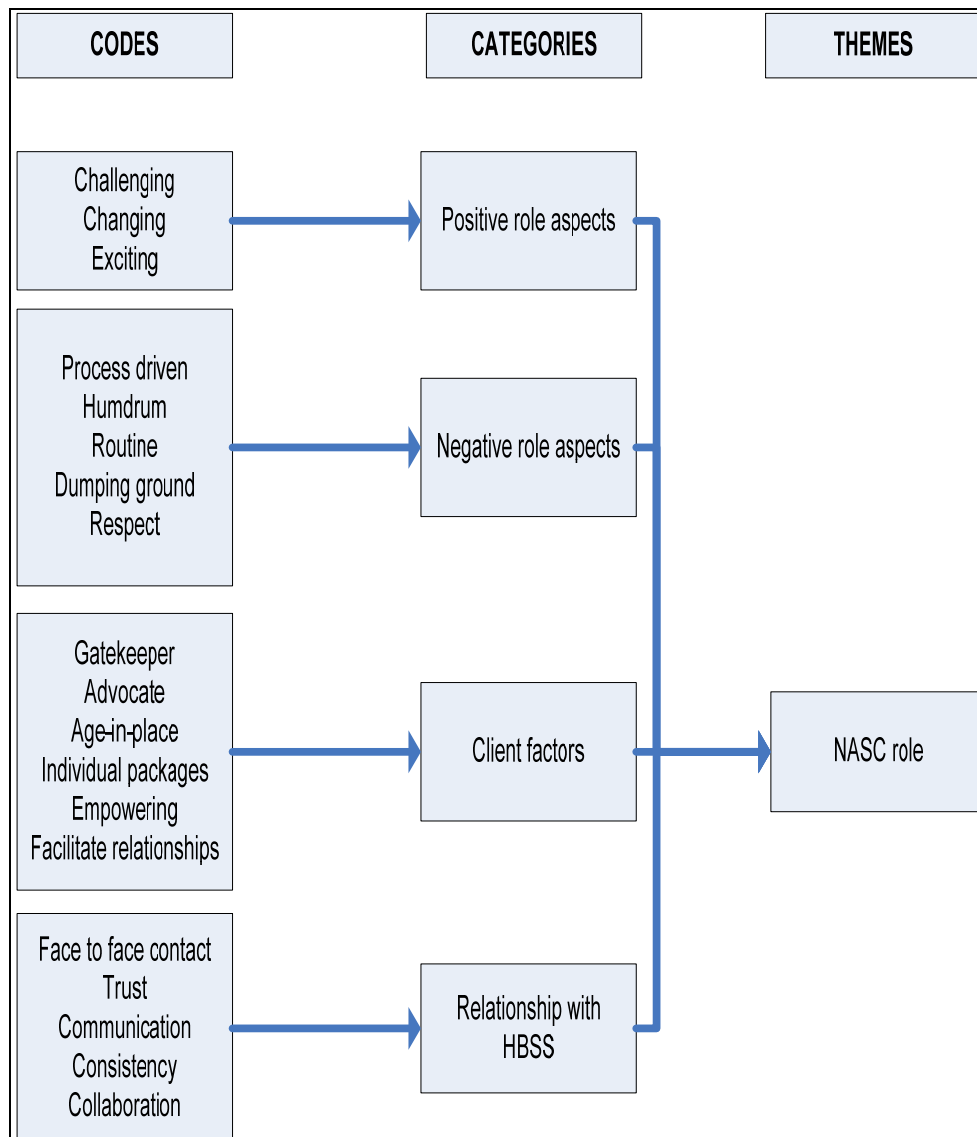 CODES
CATEGORIES
THEMES
Challenging
Changing
Exciting
Positive role aspects
Process driven
Humdrum
Routine
Dumping ground
Respect
Negative role aspects
Gatekeeper
Advocate
Age-in-place
Individual packages
Empowering
Facilitate relationships
Client factors
NASC role
Face to face contact
Trust
Communication
Consistency
Collaboration
Relationship with
HBSS